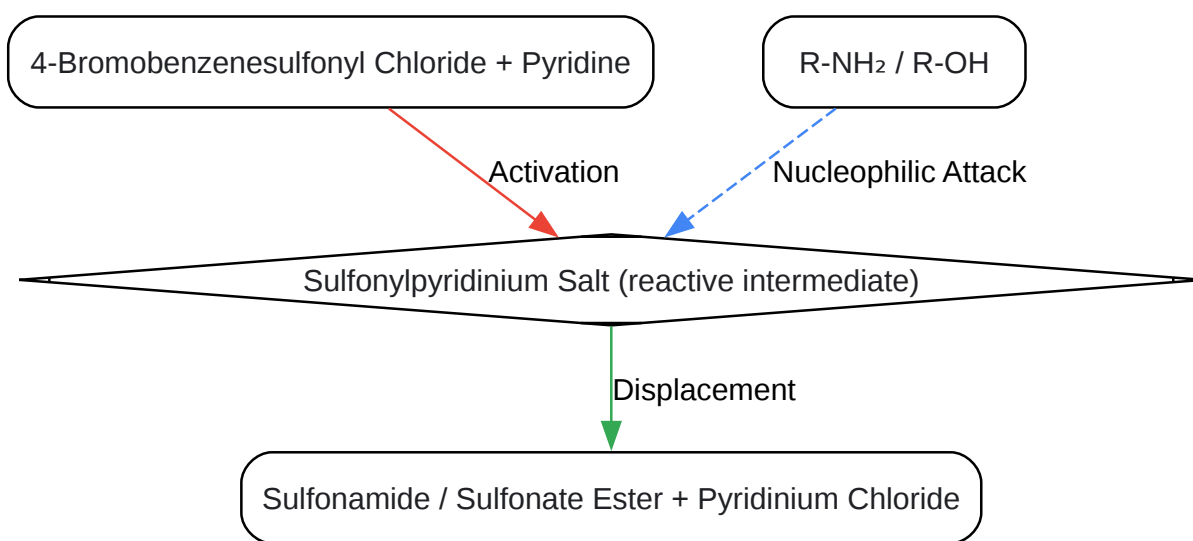 4-Bromobenzenesulfonyl Chloride + Pyridine
R-NH₂ / R-OH
Activation
Nucleophilic Attack
Sulfonylpyridinium Salt (reactive intermediate)
Displacement
Sulfonamide / Sulfonate Ester + Pyridinium Chloride